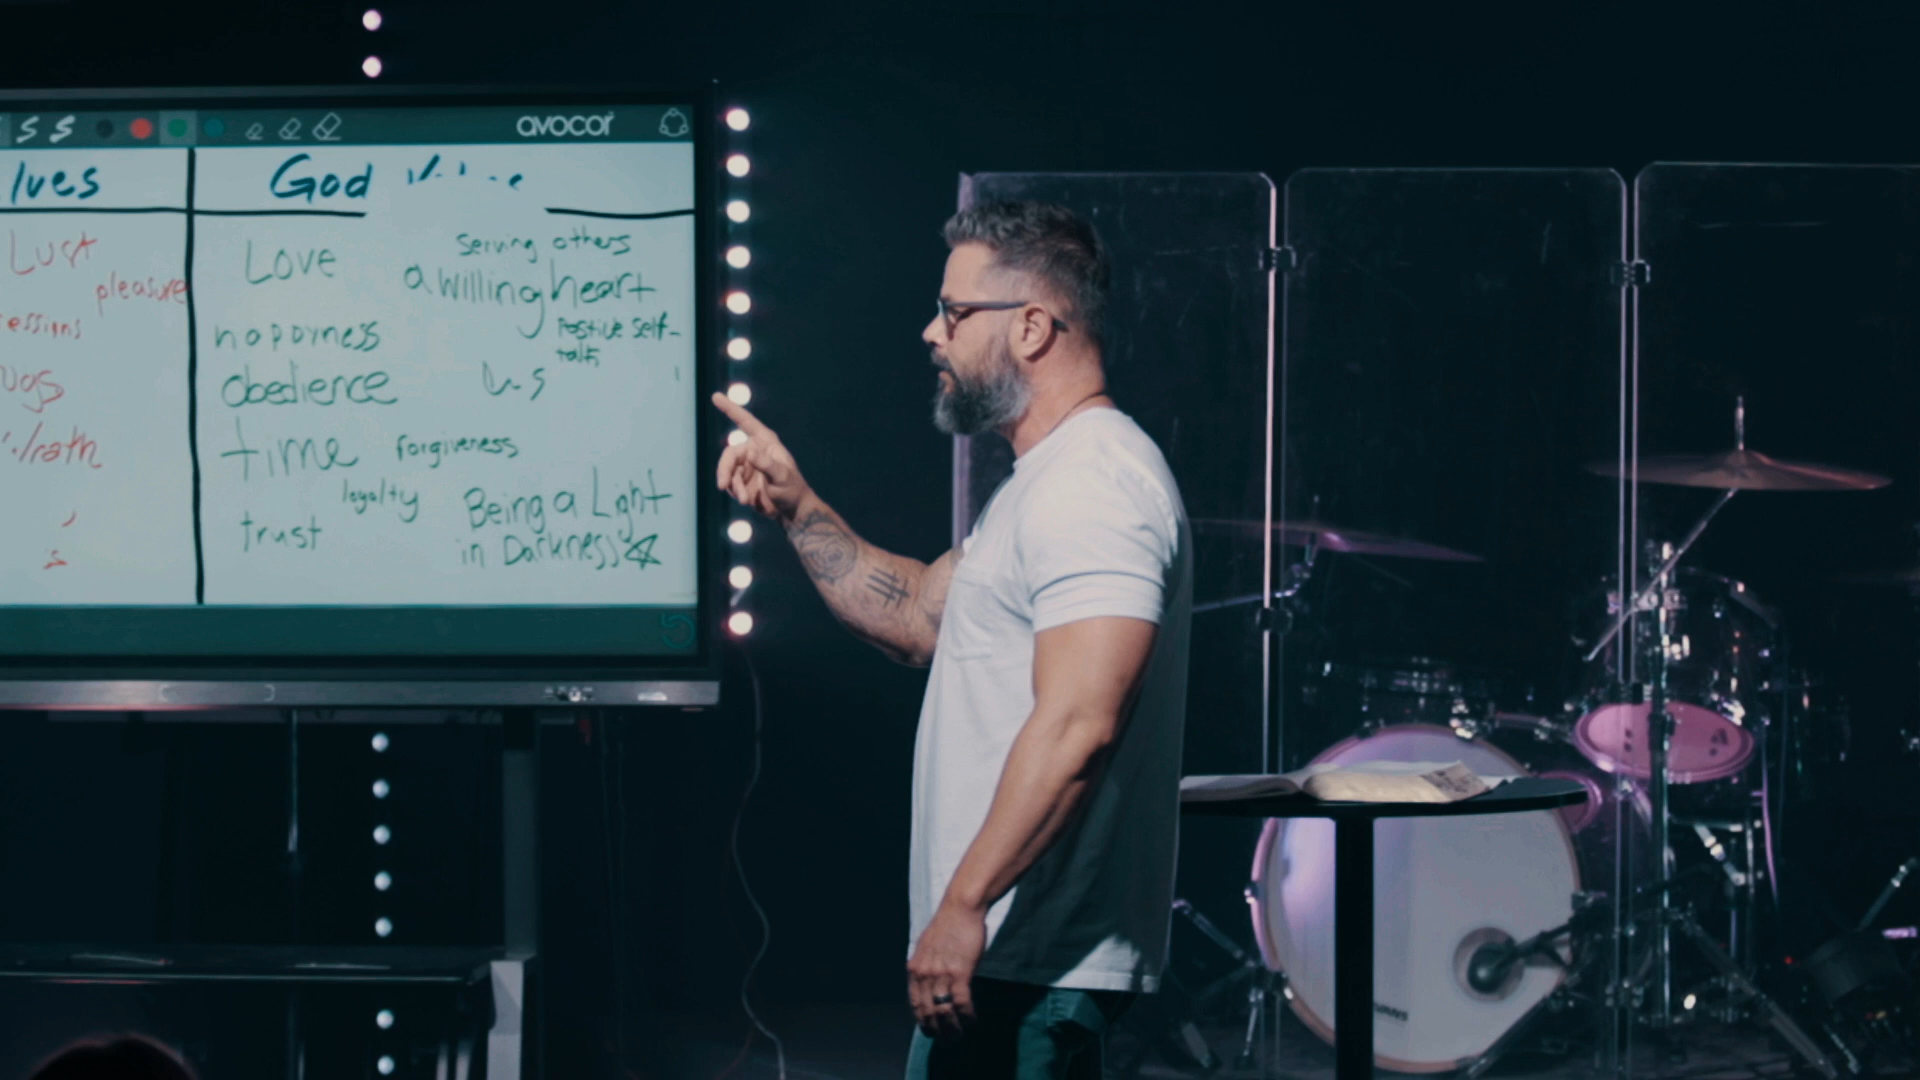 avocor
lves
God
Lust
pleasure
essions
ugs
Love
Serving others
a willing heart
happyness
Positive Self-
talk
obedience
time
forgiveness
loyalty
trust
Being a Light
in Darkness